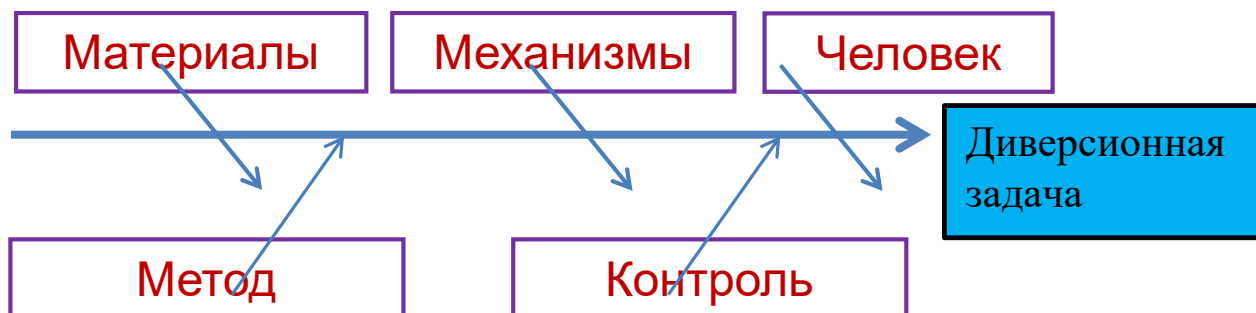 Материалы
Механизмы
Человек
Диверсионная
задача
Метод
Контроль